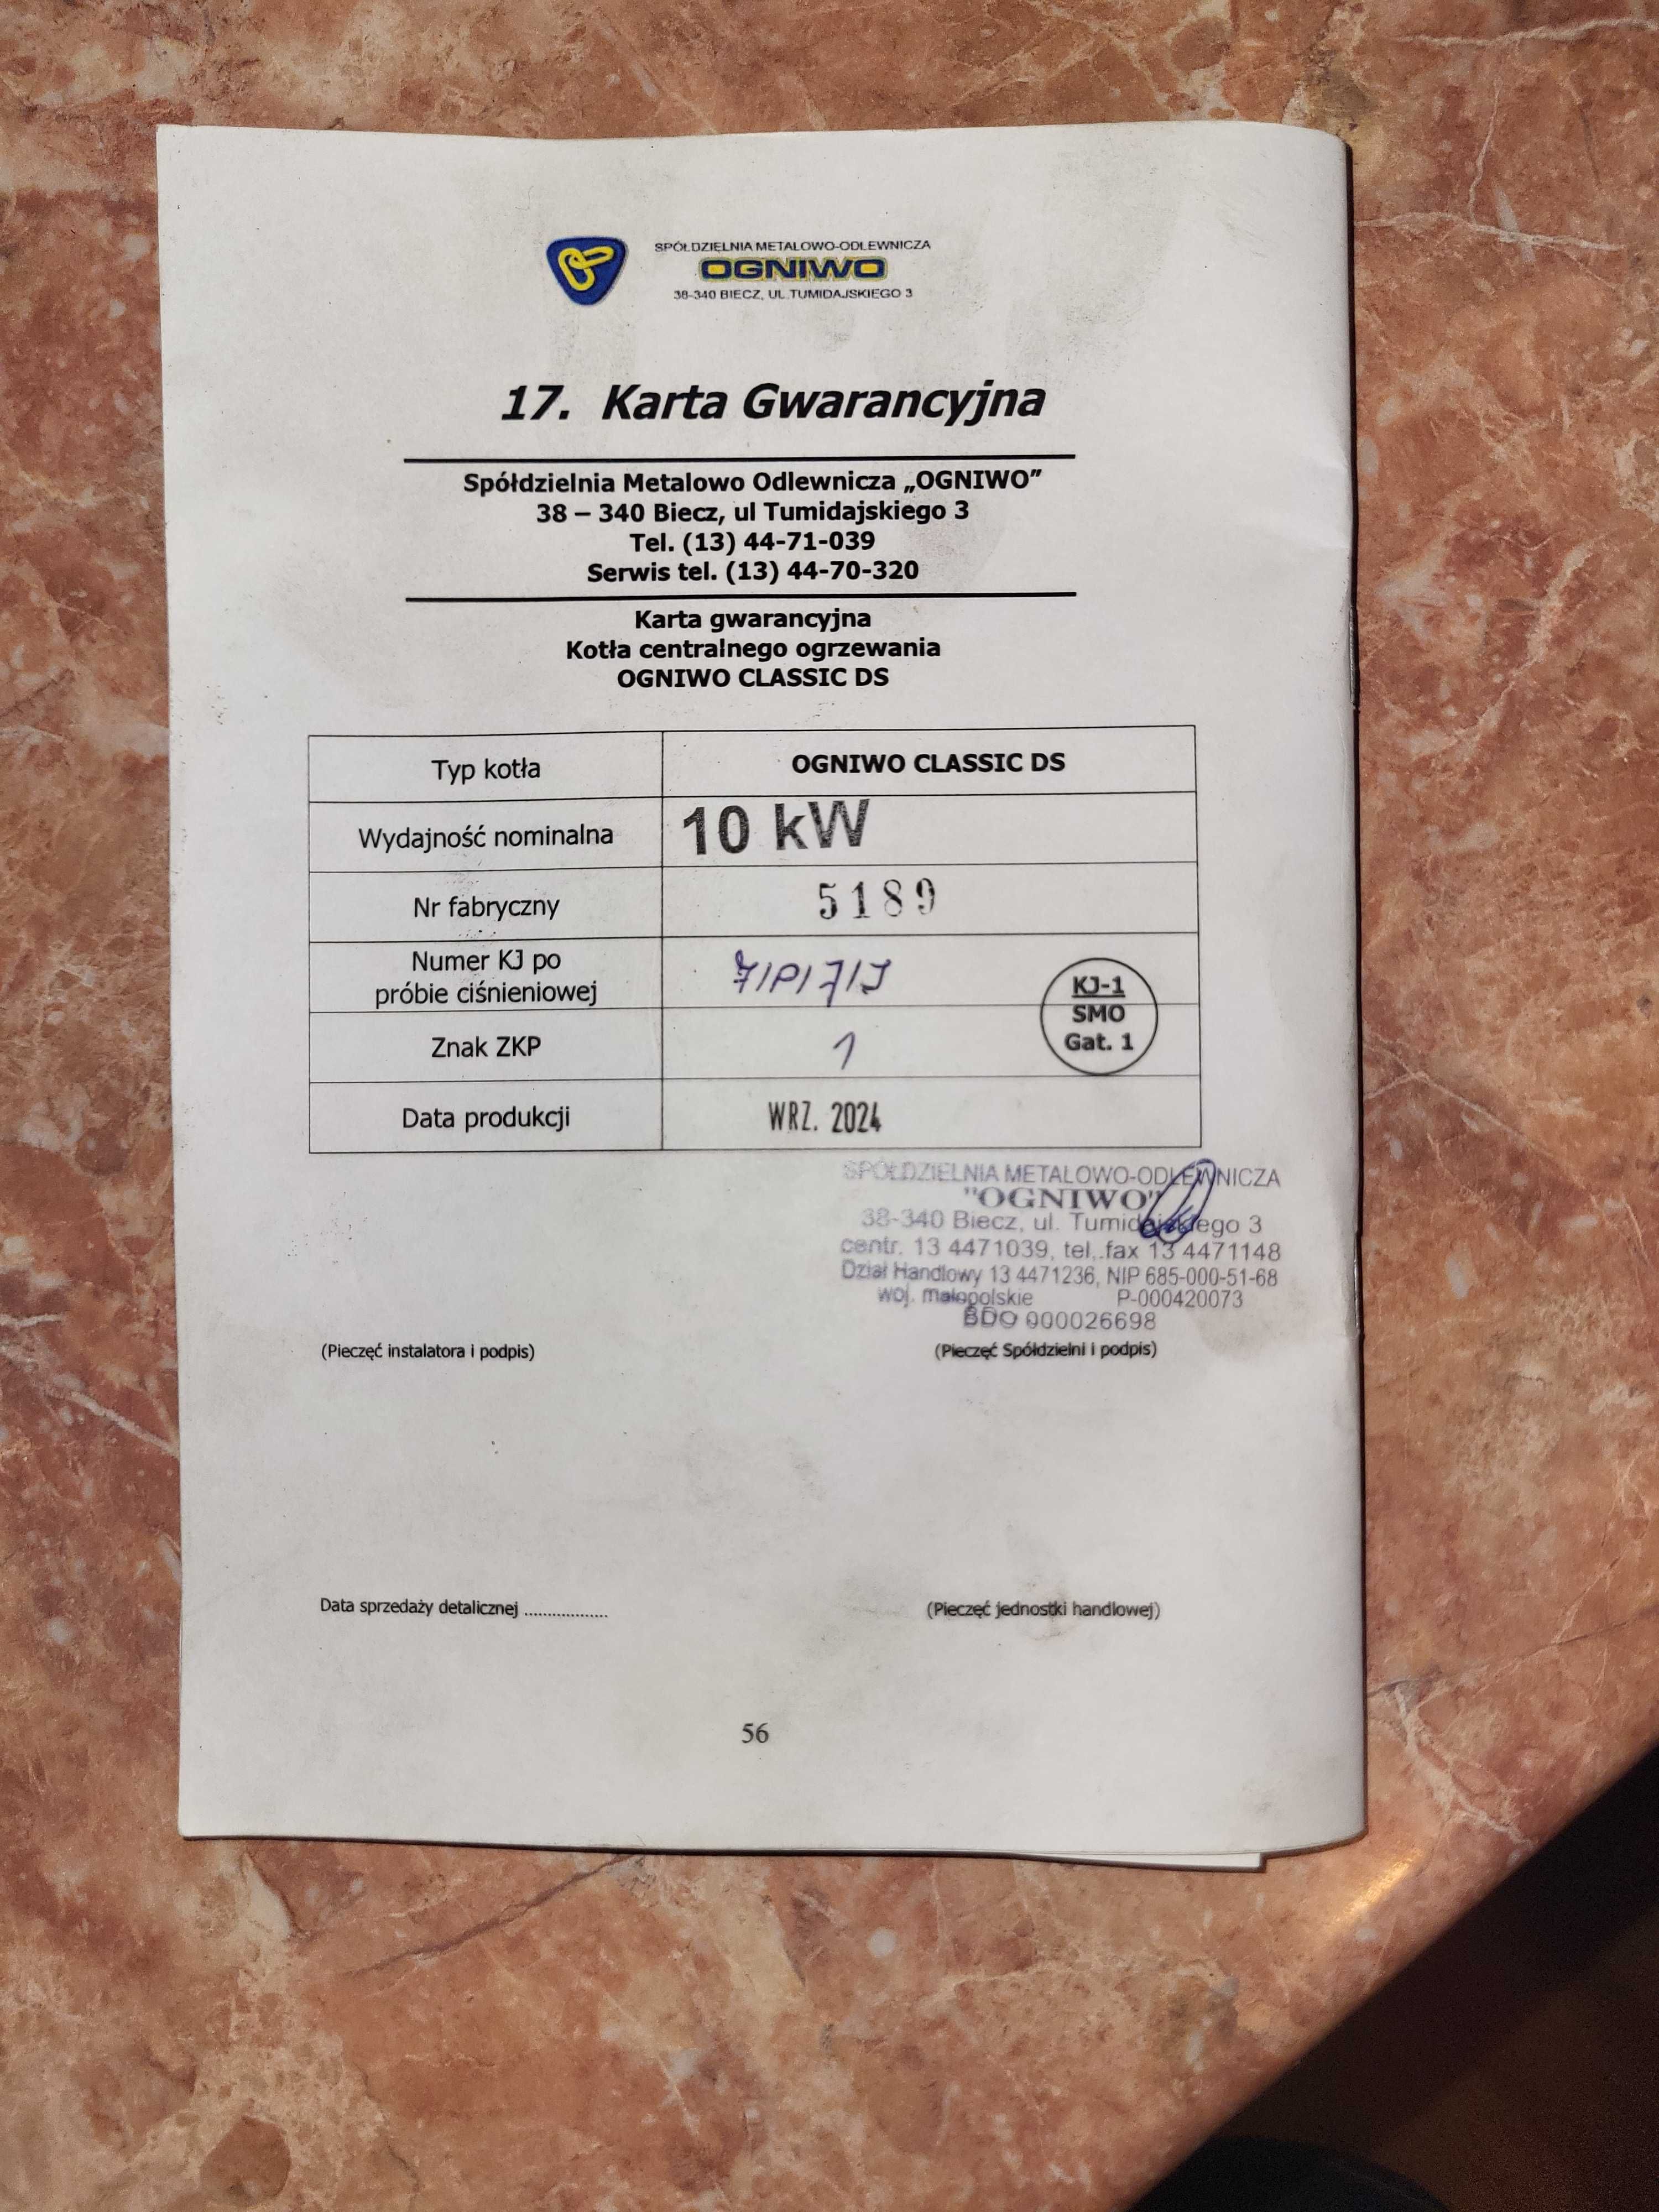 SPÓŁDZIELNIA METALOWO-ODLEWNICZA
OGNIWO
38-340 BIECZ, UL.TUMIDAJSKIEGO 3
17. Karta Gwarancyjna
Spółdzielnia Metalowo Odlewnicza „OGNIWO”
38 – 340 Biecz, ul Tumidajskiego 3
Tel. (13) 44-71-039
Serwis tel. (13) 44-70-320
Karta gwarancyjna
Kotła centralnego ogrzewania
OGNIWO CLASSIC DS
Typ kotła OGNIWO CLASSIC DS
Wydajność nominalna 10 kW
Nr fabryczny 5189
Numer KJ po
próbie ciśnieniowej
KJ-1
SMO
Gat. 1
Znak ZKP 1
Data produkcji WRZ. 2024
SPÓŁDZIELNIA METALOWO-ODLEWNICZA
"OGNIWO"
38-340 Biecz, ul. Tumidajskiego 3
centr. 13 4471039, tel. fax 13 4471148
Dział Handlowy 13 4471236, NIP 685-000-51-68
woj. małopolskie P-000420073
BDO 000026698
(Pieczęć instalatora i podpis) (Pieczęć Spółdzielni i podpis)
Data sprzedaży detalicznej .................. (Pieczęć jednostki handlowej)
56